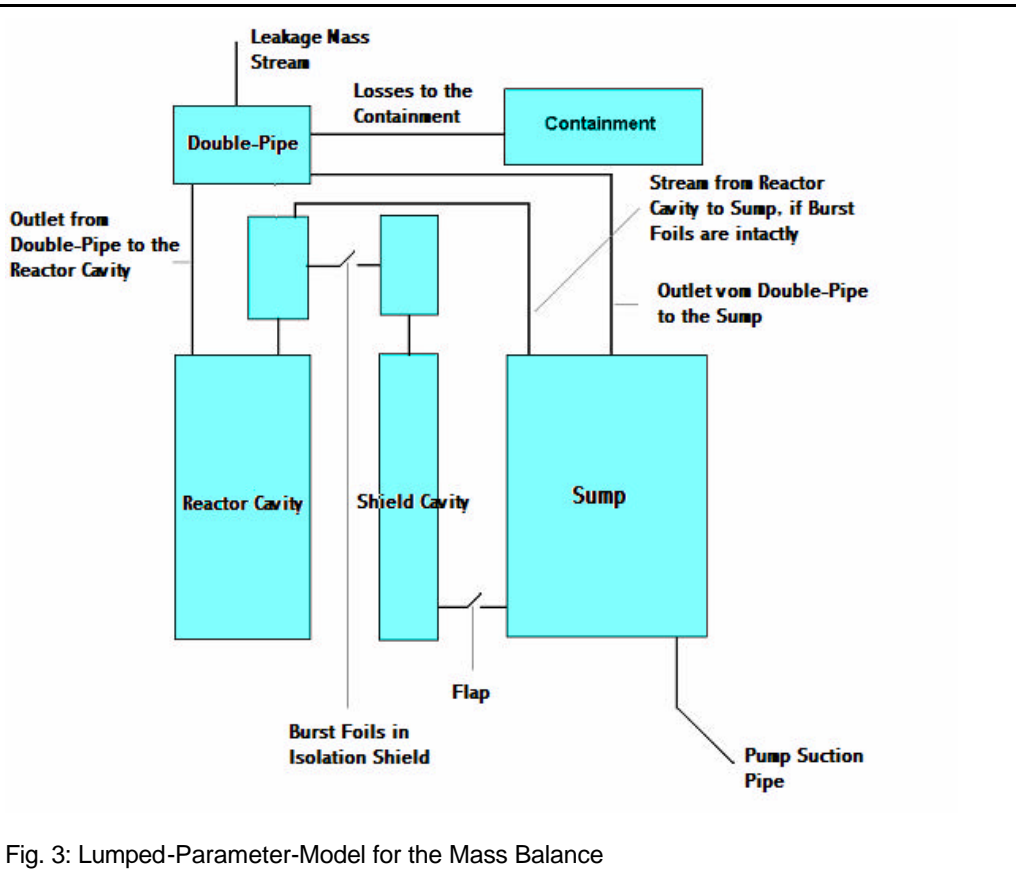 Leakage Mass
Stream
Losses to the
Containment
Containment
Double-Pipe
Stream from Reactor
Cavity to Sump, if Burst
Foils are intactly
Outlet from
Double-Pipe to the
Reactor Cavity
Outlet vom Double-Pipe
to the Sump
Reactor Cavity
Shield Cavity
Sump
Flap
Burst Foils in
Isolation Shield
Pump Suction
Pipe
Fig. 3: Lumped-Parameter-Model for the Mass Balance